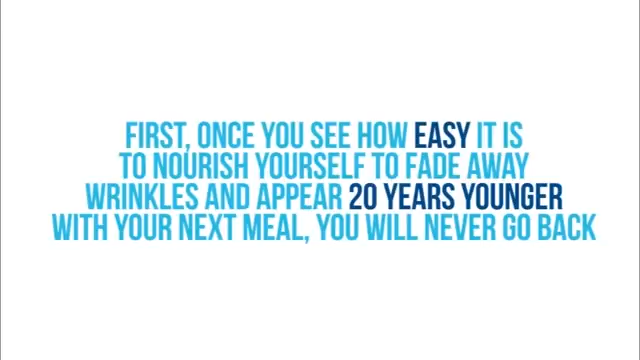 FIRST, ONCE YOU SEE HOW EASY IT IS
TO NOURISH YOURSELF TO FADE AWAY
WRINKLES AND APPEAR 20 YEARS YOUNGER
WITH YOUR NEXT MEAL, YOU WILL NEVER GO BACK